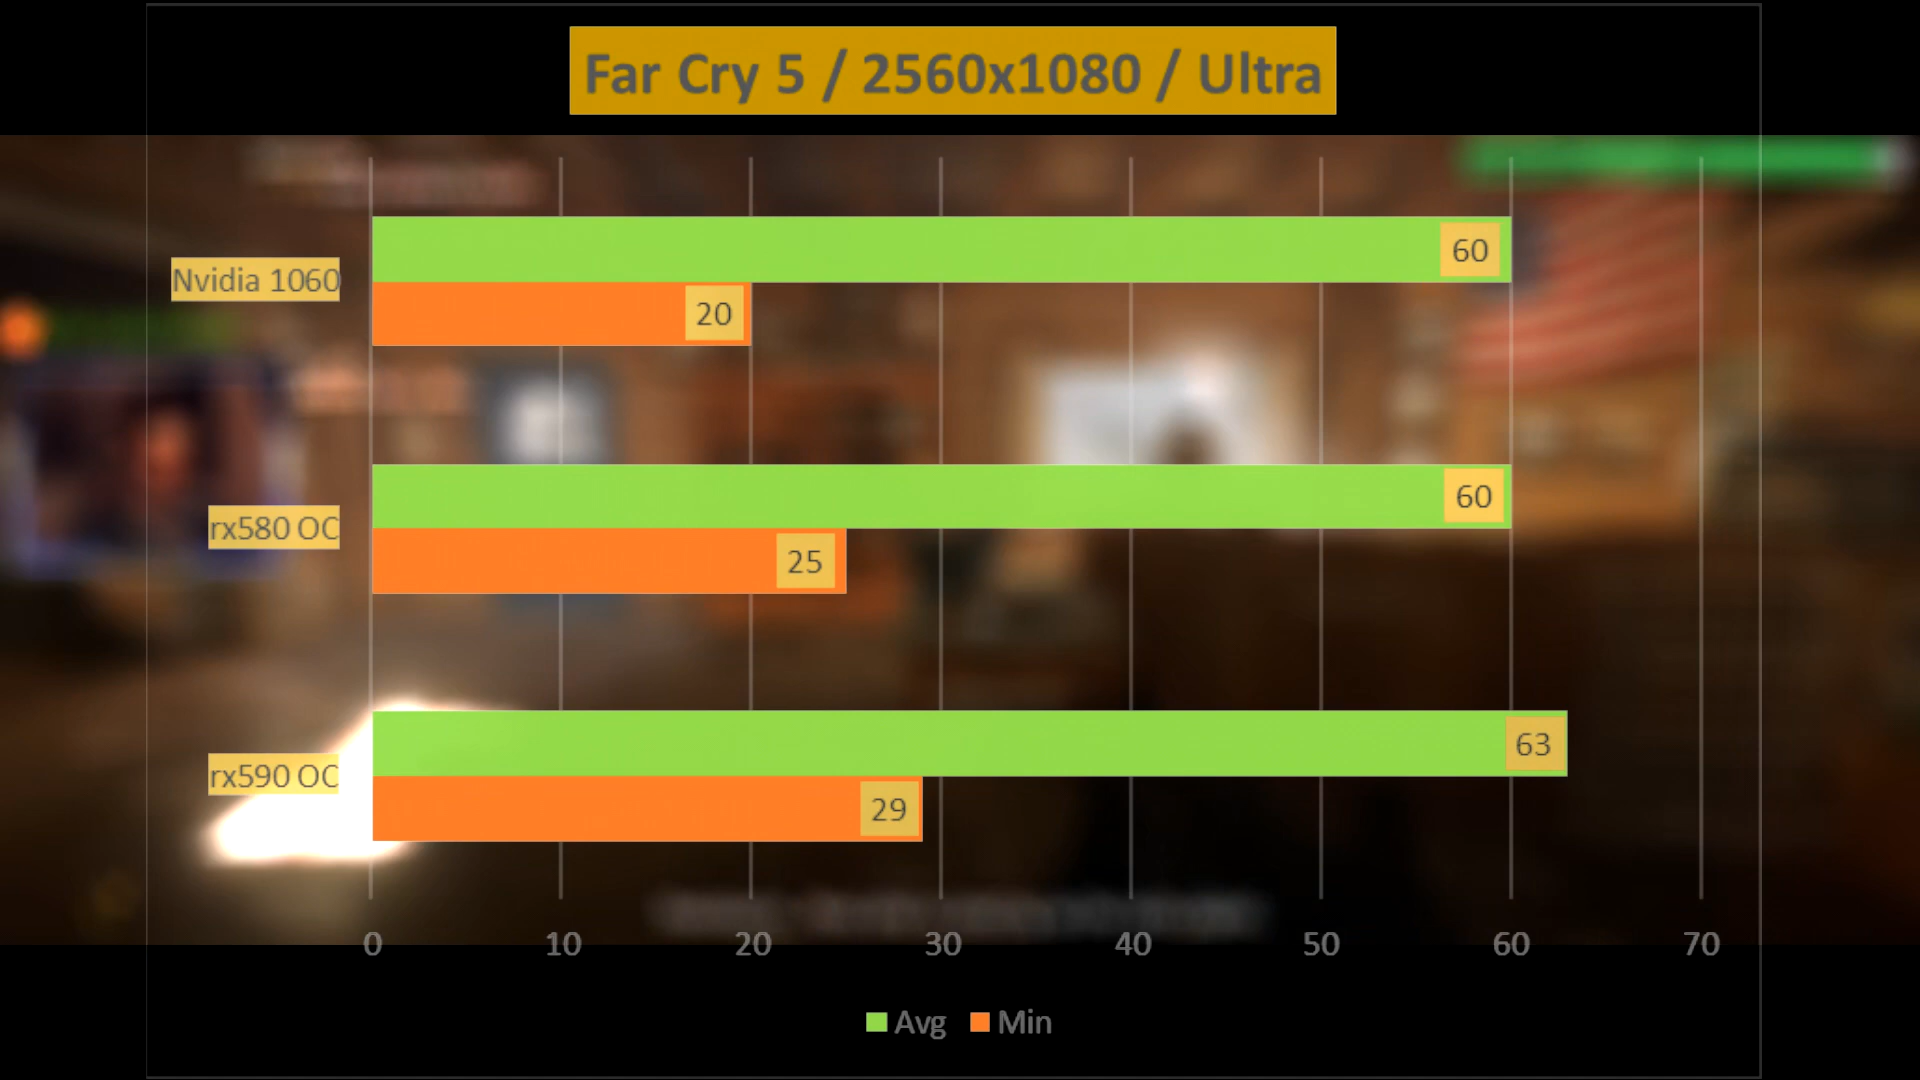 Far Cry 5 / 2560x1080 / Ultra
Nvidia 1060
60
20
rx580 OC
60
25
rx590 OC
63
29
0 10 20 30 40 50 60 70
Avg Min